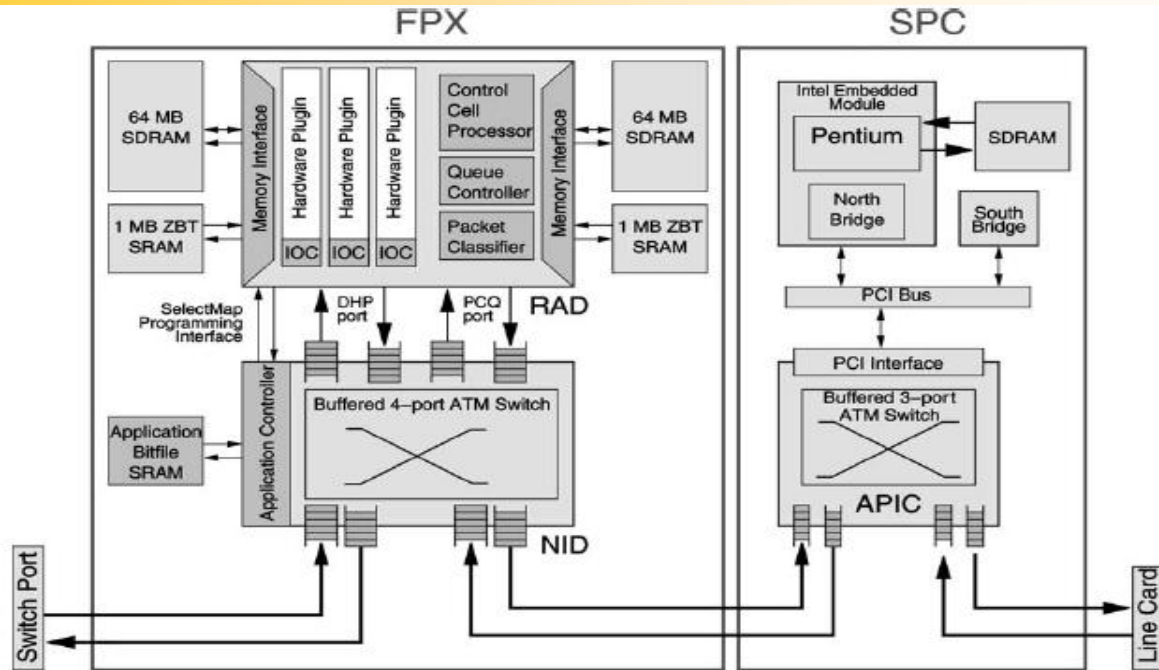 FPX
SPC
64 MB
SDRAM
1 MB ZBT
SRAM
Memory Interface
Hardware Plugin
IOC
Hardware Plugin
IOC
Hardware Plugin
IOC
Control
Cell
Processor
Queue
Controller
Packet
Classifier
Memory Interface
64 MB
SDRAM
1 MB ZBT
SRAM
SelectMap
Programming
Interface
DHP
port
PCQ
port
RAD
Application
Bitfile
SRAM
Application Controller
Buffered 4–port ATM Switch
NID
Intel Embedded
Module
Pentium
North
Bridge
SDRAM
South
Bridge
PCI Bus
PCI Interface
Buffered 3–port
ATM Switch
APIC
Switch Port
Line Card